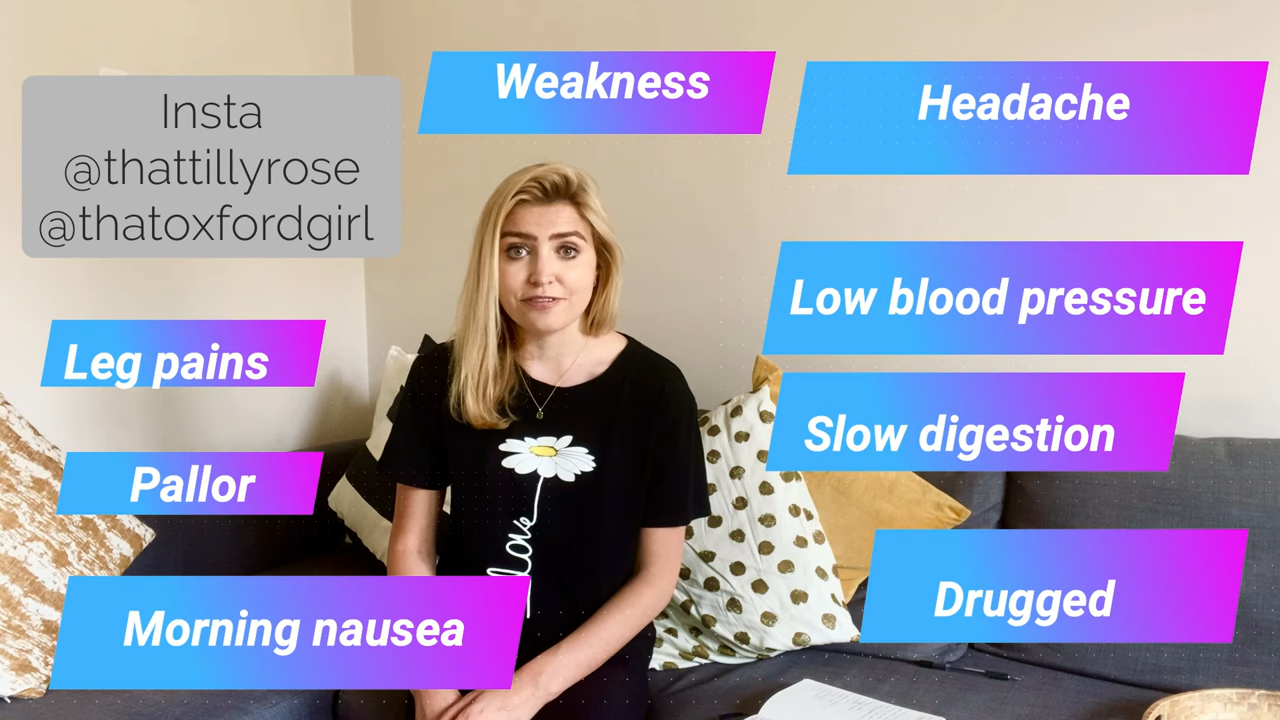 Insta
@thattillyrose
@thatoxfordgirl
Weakness
Headache
Low blood pressure
Leg pains
Slow digestion
Pallor
Drugged
Morning nausea
love